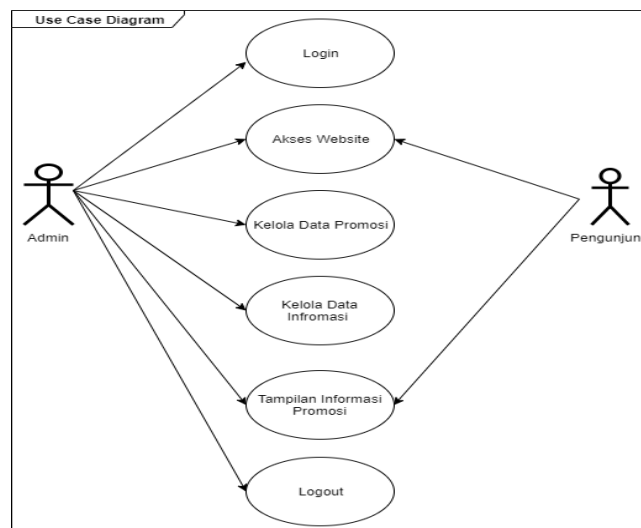 Use Case Diagram
Login
Akses Website
Admin
Pengunjun
Kelola Data Promosi
Kelola Data
Infromasi
Tampilan Informasi
Promosi
Logout